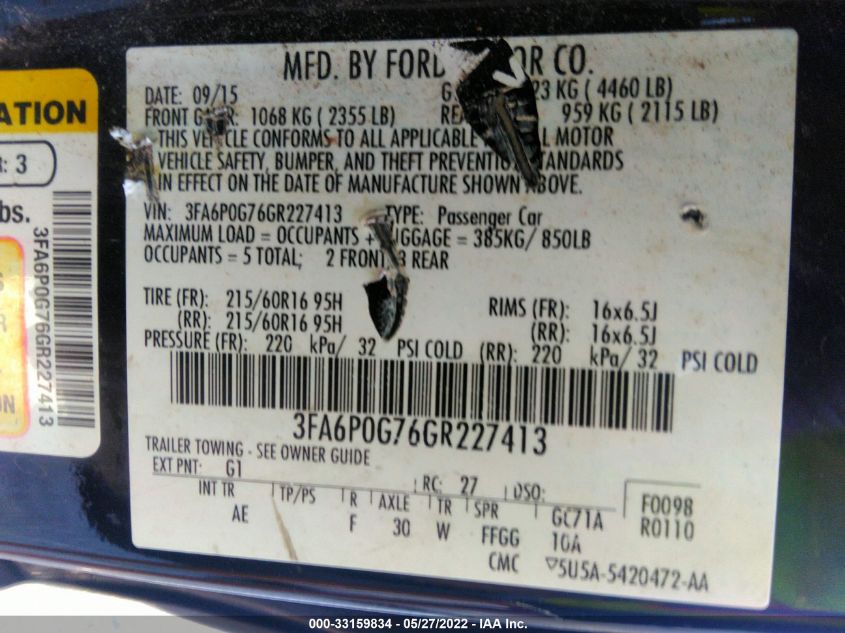 ATION
R: 3
bs.
3FA6P0G76GR227413
MFD. BY FORD OR CO.
DATE: 09/15 23 KG ( 4460 LB)
FRONT 1068 KG ( 2355 LB) 959 KG ( 2115 LB)
THIS VEHICLE CONFORMS TO ALL APPLICABLE MOTOR
VEHICLE SAFETY, BUMPER, AND THEFT PREVENTION STANDARDS
IN EFFECT ON THE DATE OF MANUFACTURE SHOWN ABOVE.
VIN: 3FA6P0G76GR227413 TYPE: Passenger Car
MAXIMUM LOAD = OCCUPANTS + LUGGAGE = 385KG/ 850LB
OCCUPANTS = 5 TOTAL; 2 FRONT, 3 REAR
TIRE (FR): 215/60R16 95H RIMS (FR): 16x6.5J
(RR): 215/60R16 95H (RR): 16x6.5J
PRESSURE (FR): 220 kPa/ 32 PSI COLD (RR): 220 kPa/ 32 PSI COLD
3FA6P0G76GR227413
TRAILER TOWING - SEE OWNER GUIDE
EXT PNT: G1 RC: 27 DSO: F0098
INT TR TP/PS R AXLE TR SPR GC71A R0110
AE F 30 W FFGG 10A
CMC ▽5U5A-5420472-AA
000-33159834 - 05/27/2022 - IAA Inc.